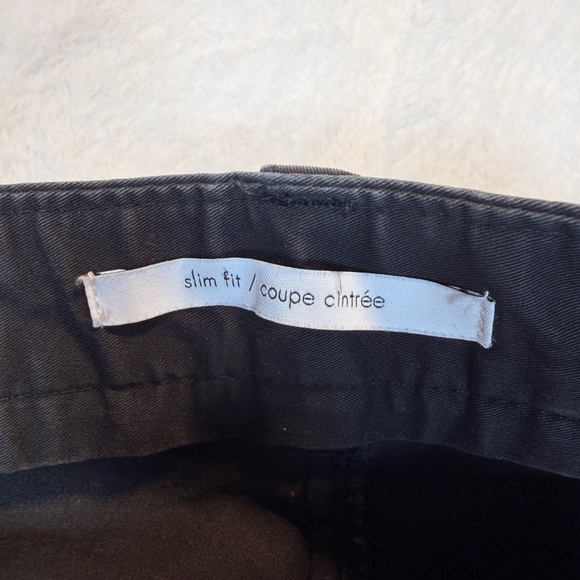 slim fit / coupe cintrée